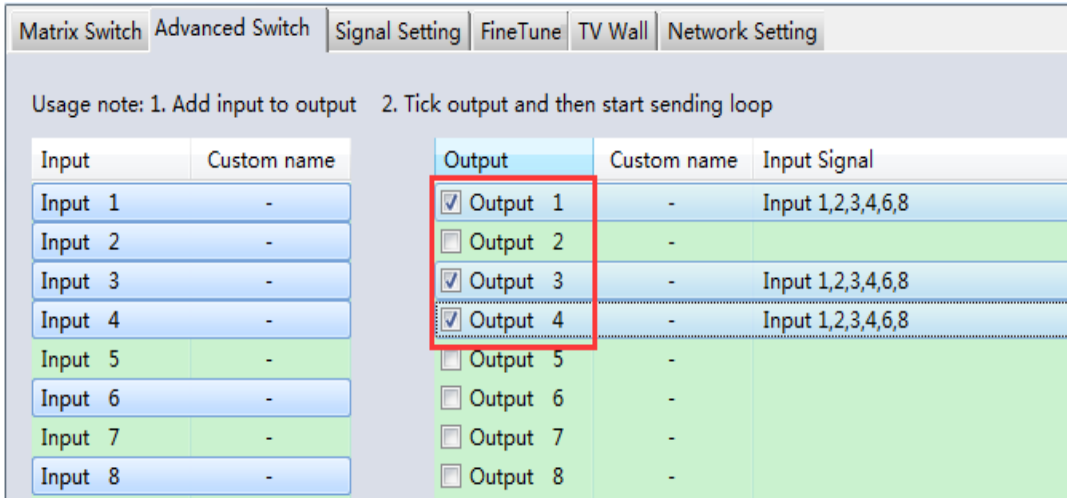 Matrix Switch Advanced Switch Signal Setting FineTune TV Wall Network Setting
Usage note: 1. Add input to output 2. Tick output and then start sending loop
Input Custom name Output Custom name Input Signal
Input 1 - Output 1 - Input 1,2,3,4,6,8
Input 2 - Output 2 -
Input 3 - Output 3 - Input 1,2,3,4,6,8
Input 4 - Output 4 - Input 1,2,3,4,6,8
Input 5 - Output 5 -
Input 6 - Output 6 -
Input 7 - Output 7 -
Input 8 - Output 8 -